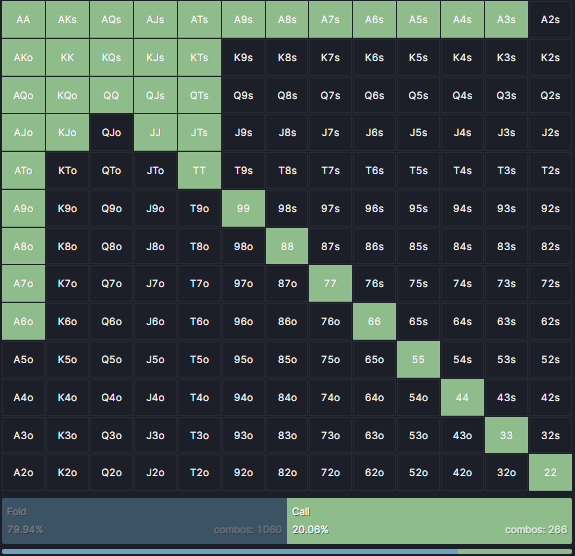 AA AKs AQs AJs ATs A9s A8s A7s A6s A5s A4s A3s A2s
AKo KK KQs KJs KTs K9s K8s K7s K6s K5s K4s K3s K2s
AQo KQo QQ QJs QTs Q9s Q8s Q7s Q6s Q5s Q4s Q3s Q2s
AJo KJo QJo JJ JTs J9s J8s J7s J6s J5s J4s J3s J2s
ATo KTo QTo JTo TT T9s T8s T7s T6s T5s T4s T3s T2s
A9o K9o Q9o J9o T9o 99 98s 97s 96s 95s 94s 93s 92s
A8o K8o Q8o J8o T8o 98o 88 87s 86s 85s 84s 83s 82s
A7o K7o Q7o J7o T7o 97o 87o 77 76s 75s 74s 73s 72s
A6o K6o Q6o J6o T6o 96o 86o 76o 66 65s 64s 63s 62s
A5o K5o Q5o J5o T5o 95o 85o 75o 65o 55 54s 53s 52s
A4o K4o Q4o J4o T4o 94o 84o 74o 64o 54o 44 43s 42s
A3o K3o Q3o J3o T3o 93o 83o 73o 63o 53o 43o 33 32s
A2o K2o Q2o J2o T2o 92o 82o 72o 62o 52o 42o 32o 22
Fold Call
79.94% combos: 1060 20.06% combos: 266